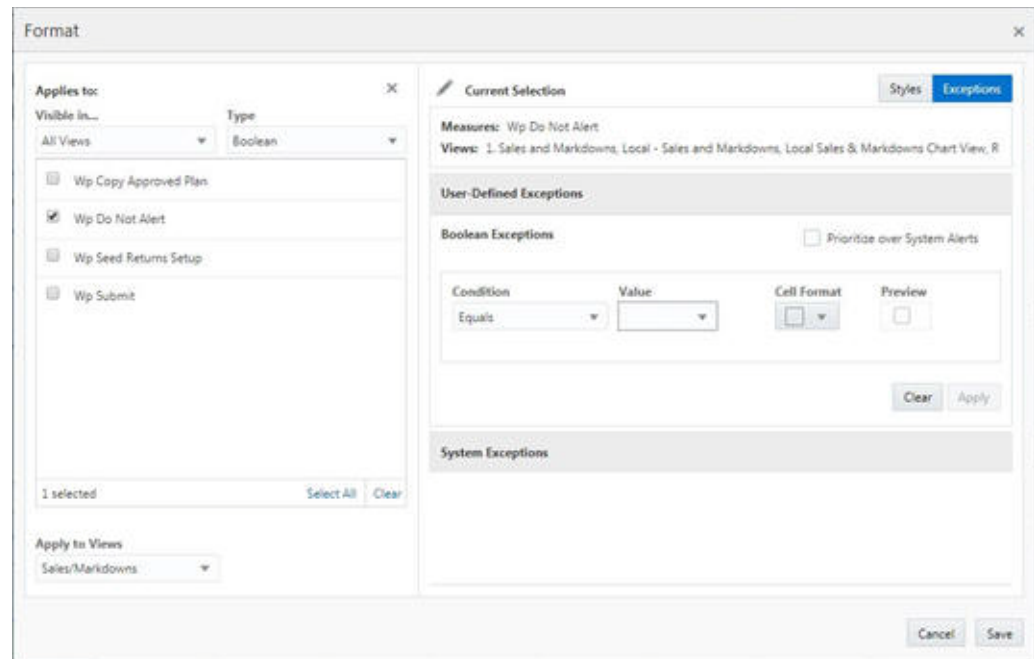 Format
Applies to:
Visible in... Type
All Views Boolean
Wp Copy Approved Plan
Wp Do Not Alert
Wp Seed Returns Setup
Wp Submit
1 selected Select All Clear
Apply to Views
Sales/Markdowns
Current Selection Styles Exceptions
Measures: Wp Do Not Alert
Views: 1. Sales and Markdowns, Local - Sales and Markdowns, Local Sales & Markdowns Chart View, R
User-Defined Exceptions
Boolean Exceptions Prioritize over System Alerts
Condition Value Cell Format Preview
Equals
Clear Apply
System Exceptions
Cancel Save